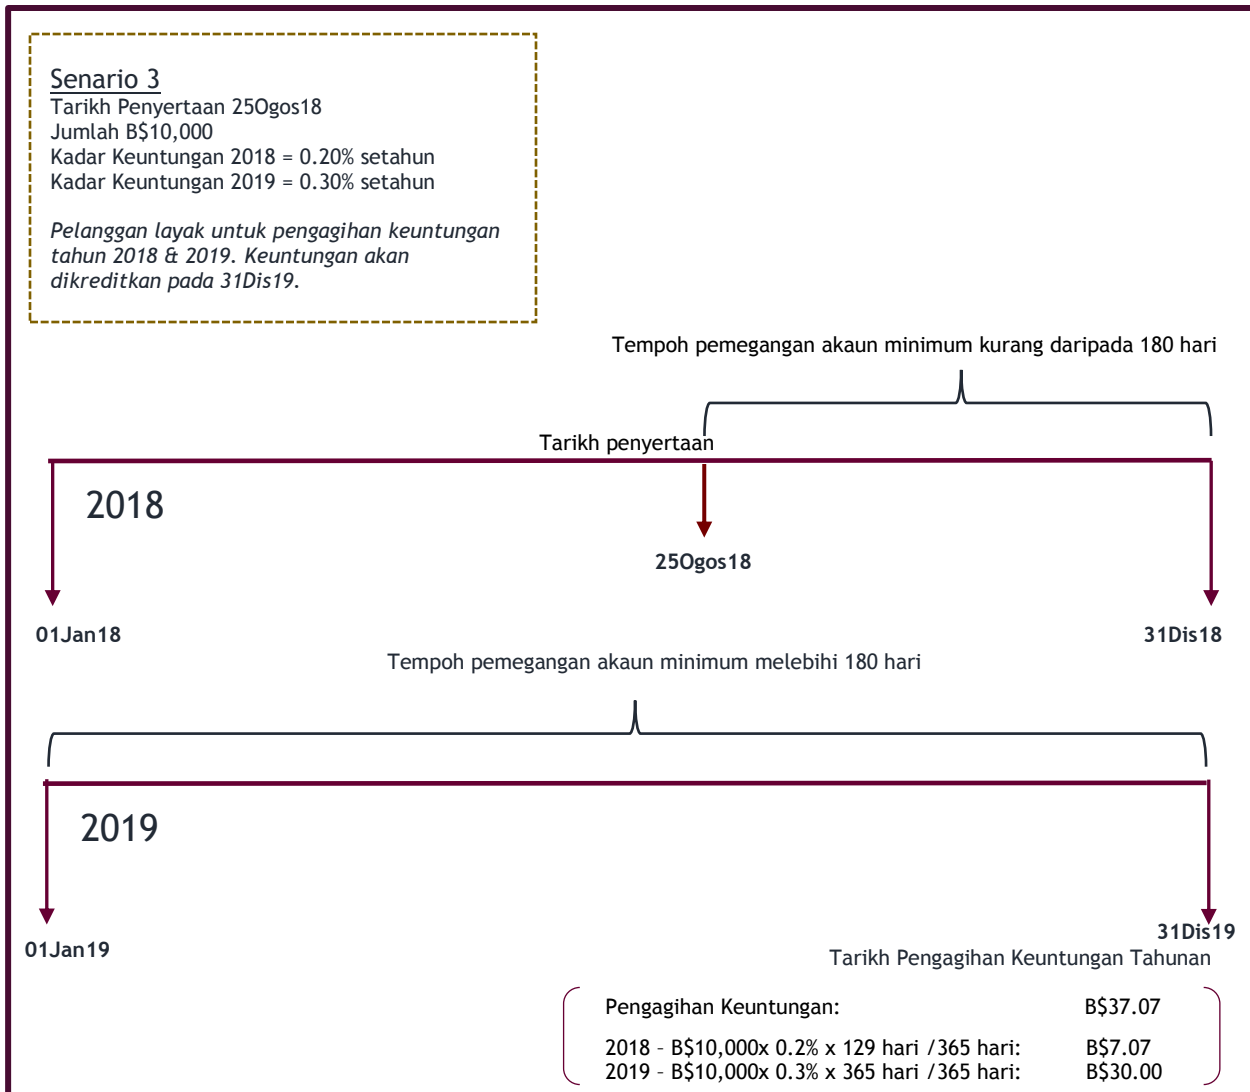 Senario 3
Tarikh Penyertaan 25Ogos18
Jumlah B$10,000
Kadar Keuntungan 2018 = 0.20% setahun
Kadar Keuntungan 2019 = 0.30% setahun
Pelanggan layak untuk pengagihan keuntungan
tahun 2018 & 2019. Keuntungan akan
dikreditkan pada 31Dis19.
Tempoh pemegangan akaun minimum kurang daripada 180 hari
Tarikh penyertaan
2018
25Ogos18
01Jan18
31Dis18
Tempoh pemegangan akaun minimum melebihi 180 hari
2019
01Jan19
31Dis19
Tarikh Pengagihan Keuntungan Tahunan
Pengagihan Keuntungan: B$37.07
2018 - B$10,000x 0.2% x 129 hari /365 hari: B$7.07
2019 - B$10,000x 0.3% x 365 hari /365 hari: B$30.00